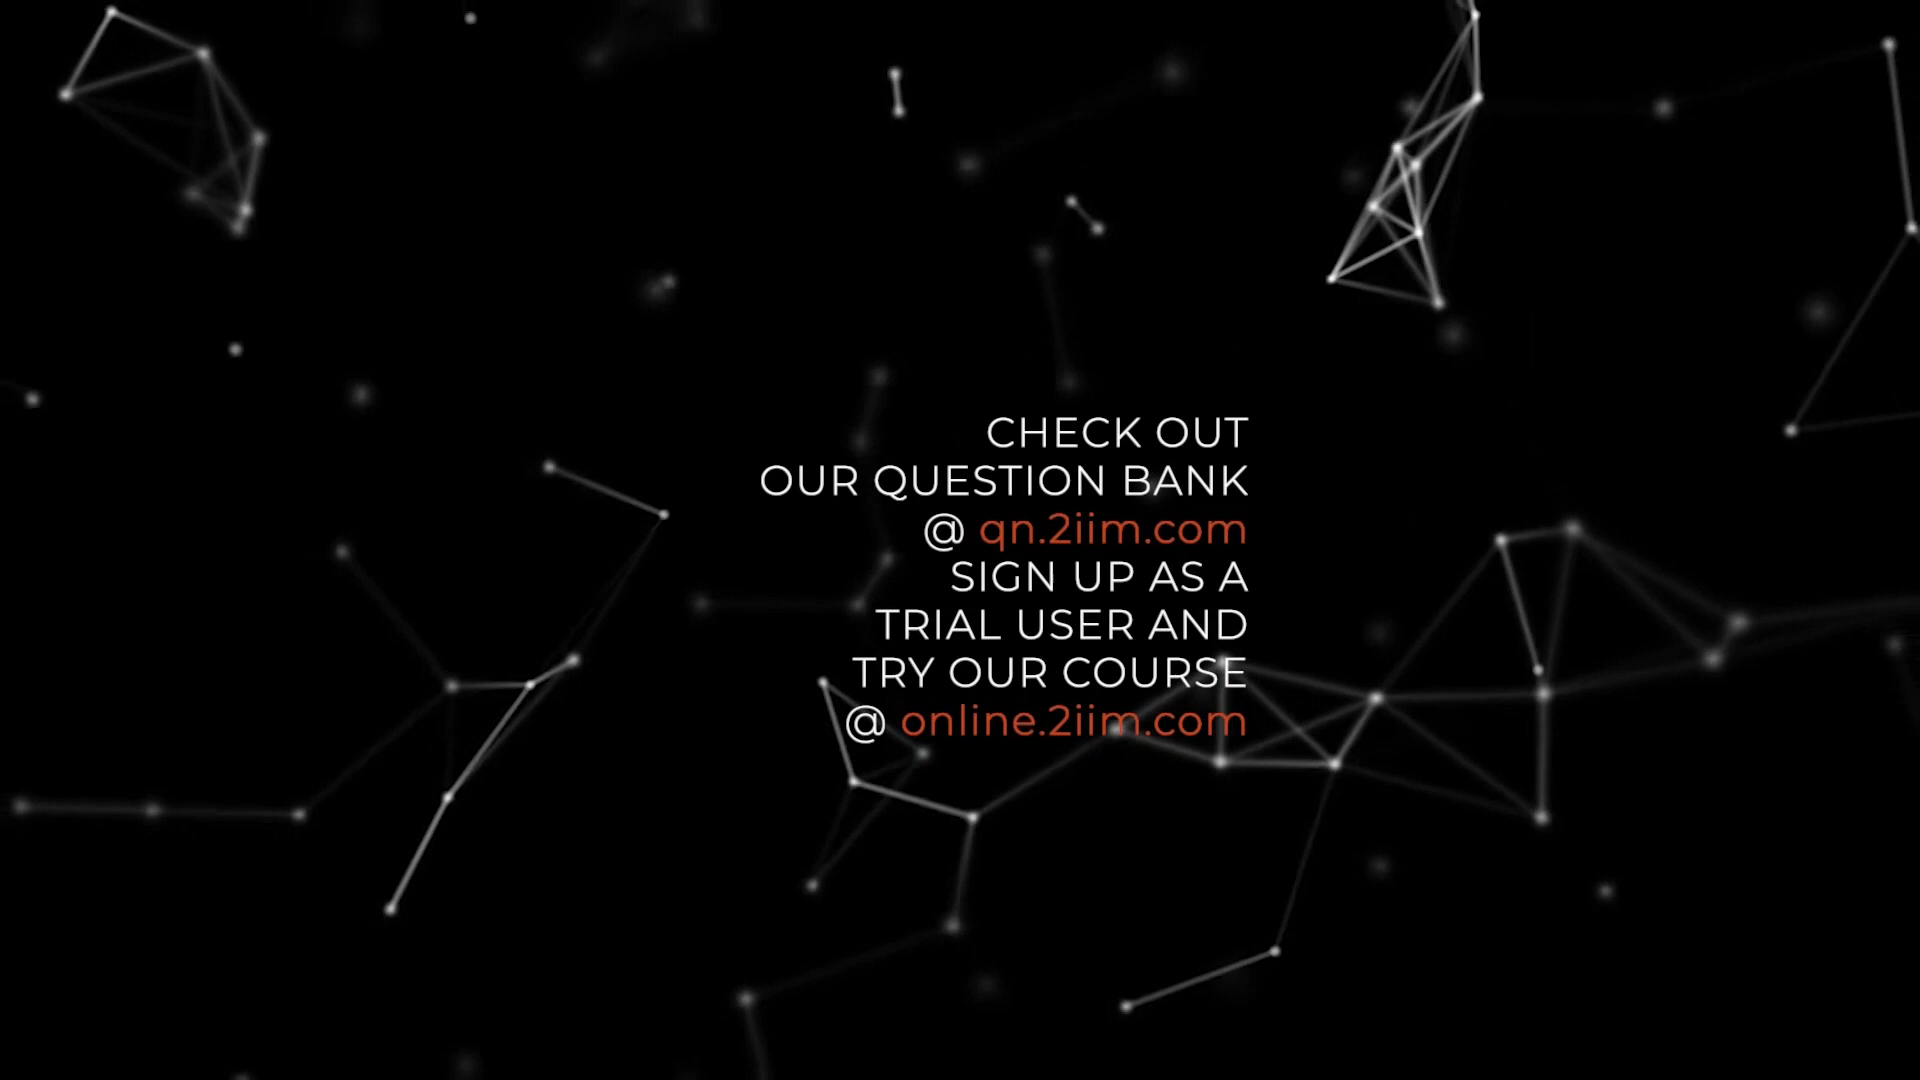 CHECK OUT
OUR QUESTION BANK
@ qn.2iim.com
SIGN UP AS A
TRIAL USER AND
TRY OUR COURSE
@ online.2iim.com